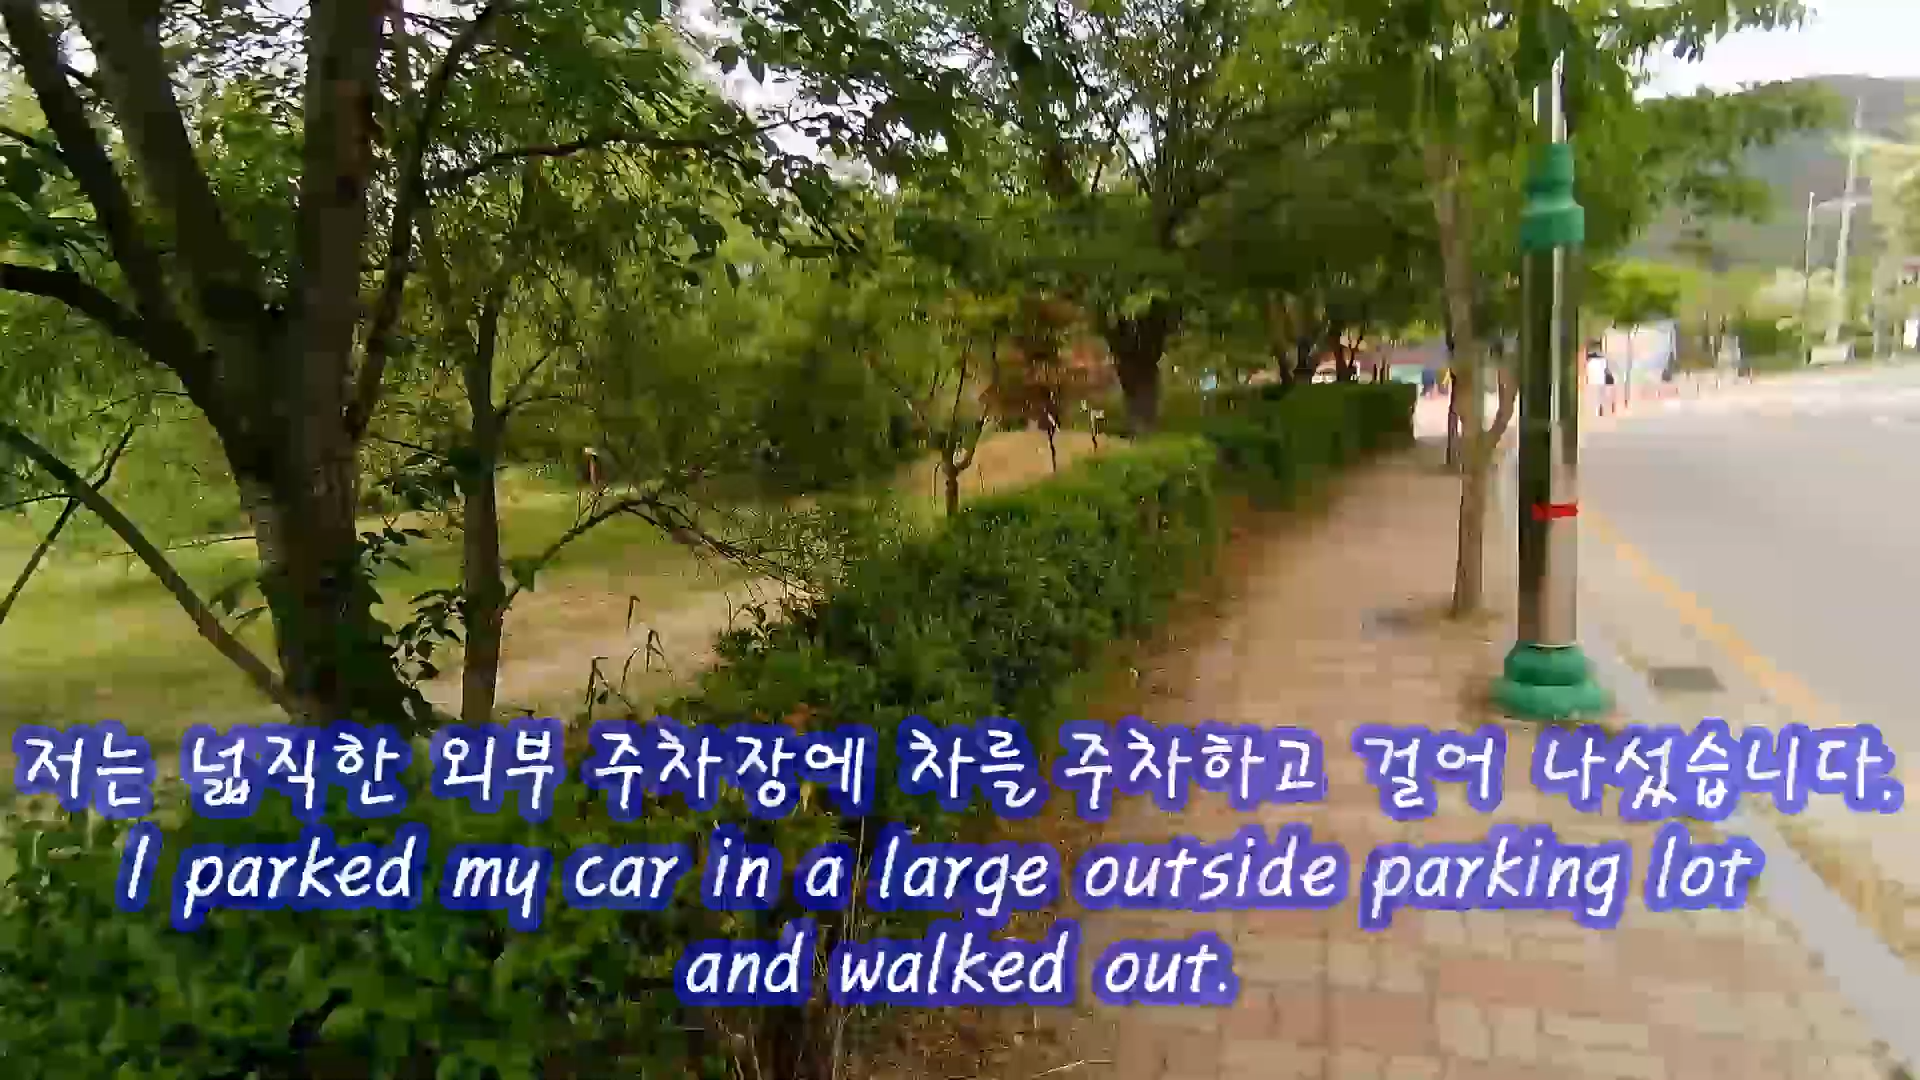 저는 넓직한 외부 주차장에 차를 주차하고 걸어 나섰습니다.
I parked my car in a large outside parking lot
and walked out.